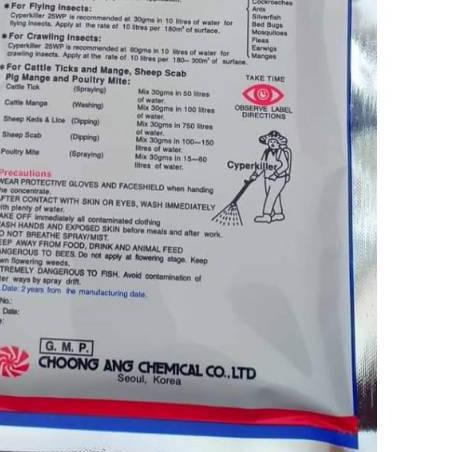 Cockroaches
Ants
Silverfish
Bed Bugs
Mosquitoes
Fleas
Earwigs
Manges
● For Flying Insects:
Cyperkiller 25WP is recommended at 30gms in 10 litres of water for
flying insects. Apply at the rate of 10 litres per 180m² of surface.
● For Crawling Insects:
Cyperkiller 25WP is recommended at 60gms in 10 litres of water for
crawling insects. Apply at the rate of 10 litres per 180—300m² of surface.
● For Cattle Ticks and Mange, Sheep Scab
Pig Mange and Poultry Mite:
Cattle Tick (Spraying) Mix 30gms in 50 litres
of water.
Cattle Mange (Washing) Mix 30gms in 100 litres
of water.
Sheep Keds & Lice (Dipping) Mix 30gms in 750 litres
of water.
Sheep Scab (Dipping) Mix 30gms in 100—150
litres of water.
Poultry Mite (Spraying) Mix 30gms in 15—60
litres of water.
TAKE TIME
OBSERVE LABEL
DIRECTIONS
Cyperkiller
Precautions
WEAR PROTECTIVE GLOVES AND FACESHIELD when handing
he concentrate.
AFTER CONTACT WITH SKIN OR EYES, WASH IMMEDIATELY
ith plenty of water.
AKE OFF immediately all contaminated clothing
ASH HANDS AND EXPOSED SKIN before meals and after work.
O NOT BREATHE SPRAY/MIST.
EEP AWAY FROM FOOD, DRINK AND ANIMAL FEED
ANGEROUS TO BEES. Do not apply at flowering stage. Keep
wn flowering weeds.
TREMELY DANGEROUS TO FISH. Avoid contamination of
ter ways by spray drift.
Date: 2 years from the manufacturing date.
No.:
Date:
e:
G. M. P.
CHOONG ANG CHEMICAL CO., LTD
Seoul, Korea